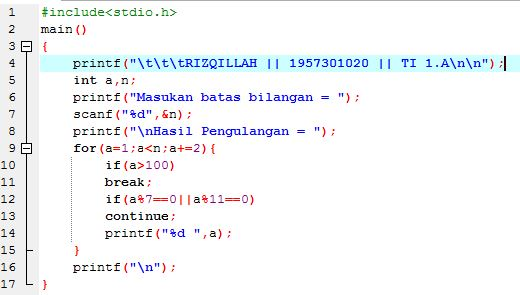 1 #include<stdio.h>
2 main()
3 {
4 printf("\t\t\tRIZQILLAH || 1957301020 || TI 1.A\n\n");
5 int a,n;
6 printf("Masukan batas bilangan = ");
7 scanf("%d",&n);
8 printf("\nHasil Pengulangan = ");
9 for(a=1;a<n;a+=2){
10 if(a>100)
11 break;
12 if(a%7==0||a%11==0)
13 continue;
14 printf("%d ",a);
15 }
16 printf("\n");
17 }